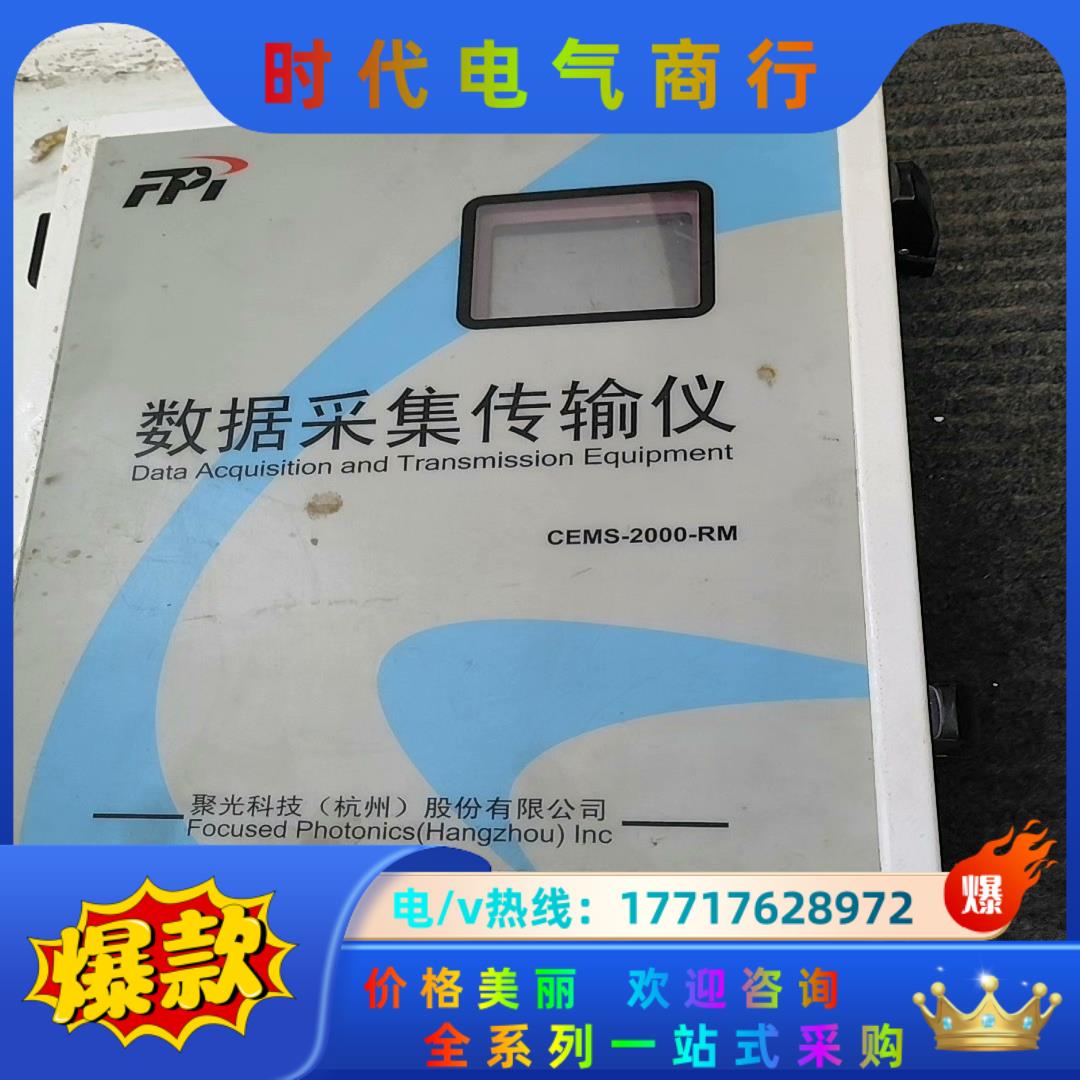 时代电气商行
FPI
数据采集传输仪
Data Acquisition and Transmission Equipment
CEMS-2000-RM
聚光科技（杭州）股份有限公司
Focused Photonics(Hangzhou) Inc
电/v热线：17717628972
爆
爆款
价格美丽 欢迎咨询
全系列一站式采购